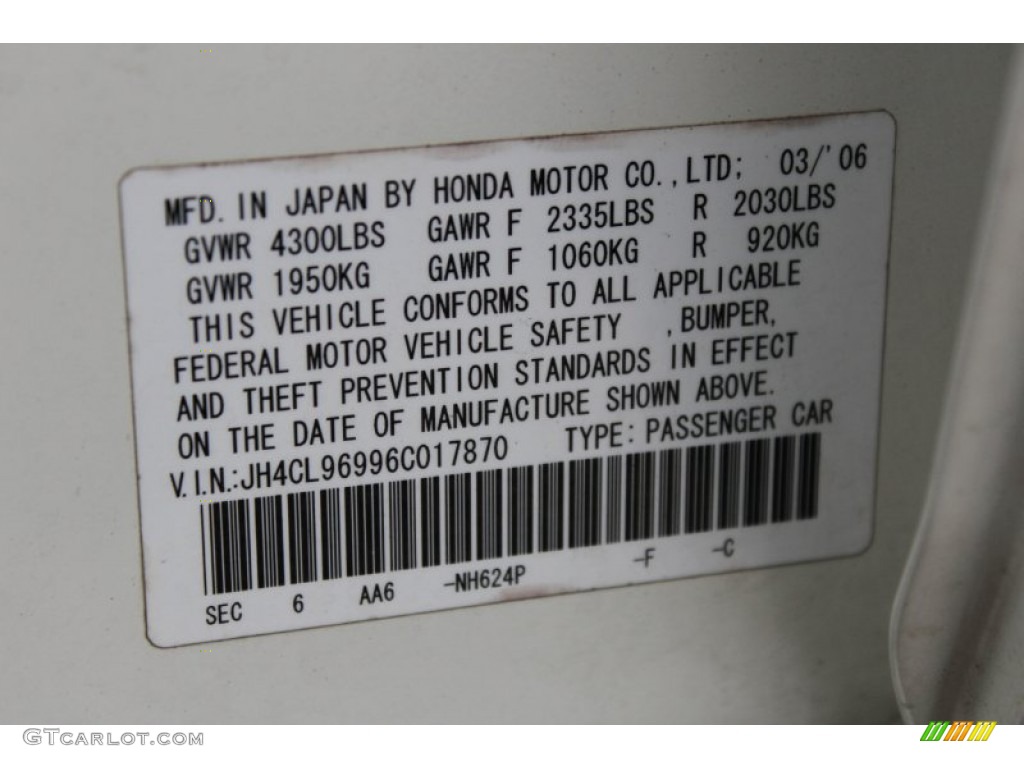 MFD. IN JAPAN BY HONDA MOTOR CO.,LTD; 03/'06
GVWR 4300LBS GAWR F 2335LBS R 2030LBS
GVWR 1950KG GAWR F 1060KG R 920KG
THIS VEHICLE CONFORMS TO ALL APPLICABLE
FEDERAL MOTOR VEHICLE SAFETY ,BUMPER,
AND THEFT PREVENTION STANDARDS IN EFFECT
ON THE DATE OF MANUFACTURE SHOWN ABOVE.
V.I.N.:JH4CL96996C017870 TYPE: PASSENGER CAR
SEC 6 AA6 -NH624P -F -C
GTCARLOT.COM